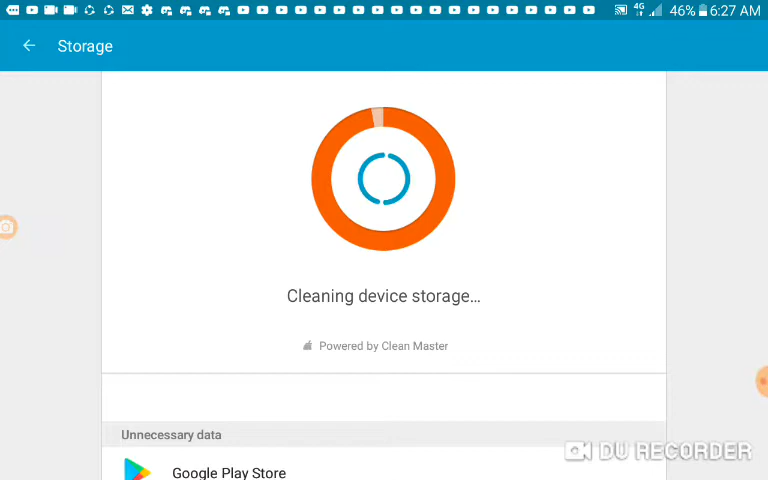 4G 46% 6:27 AM
Storage
Cleaning device storage...
Powered by Clean Master
Unnecessary data
Google Play Store
DU RECORDER